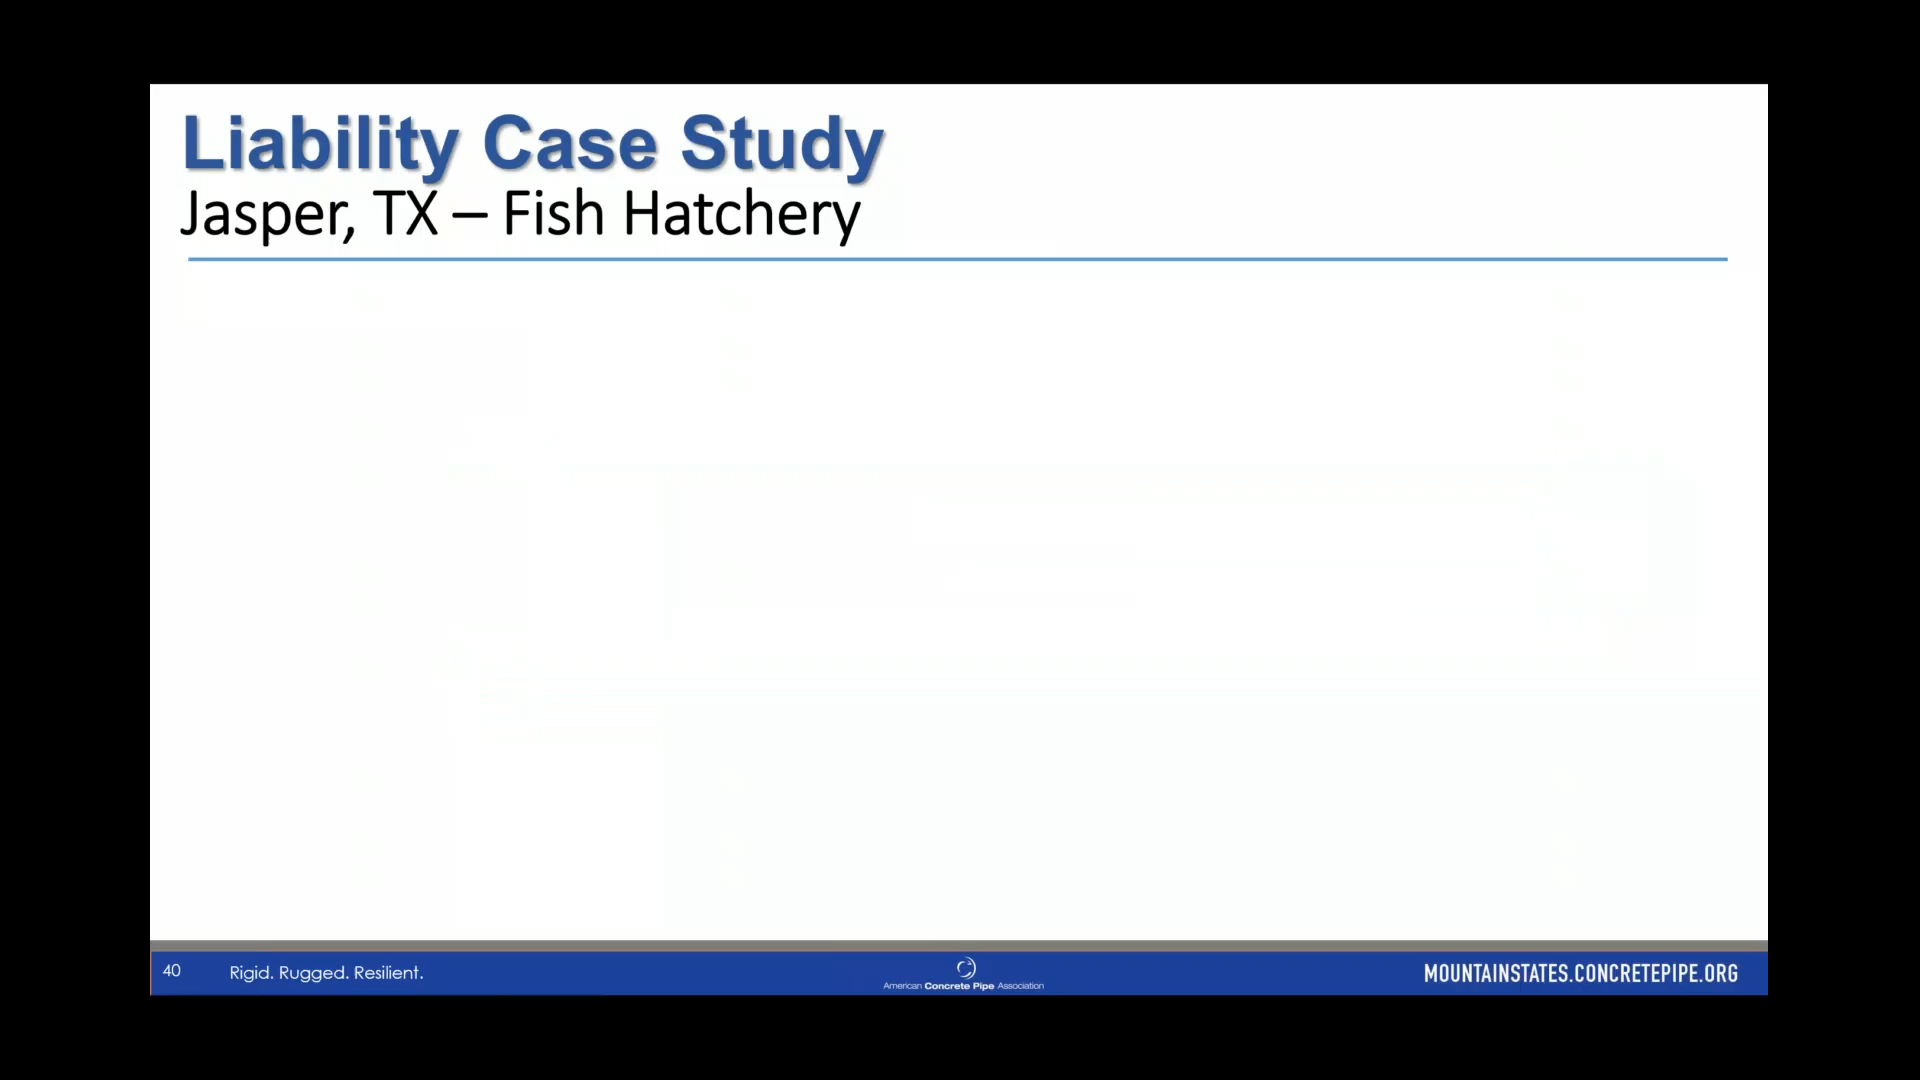 Liability Case Study
Jasper, TX – Fish Hatchery
40
Rigid. Rugged. Resilient.
American Concrete Pipe Association
MOUNTAINSTATES.CONCRETEPIPE.ORG